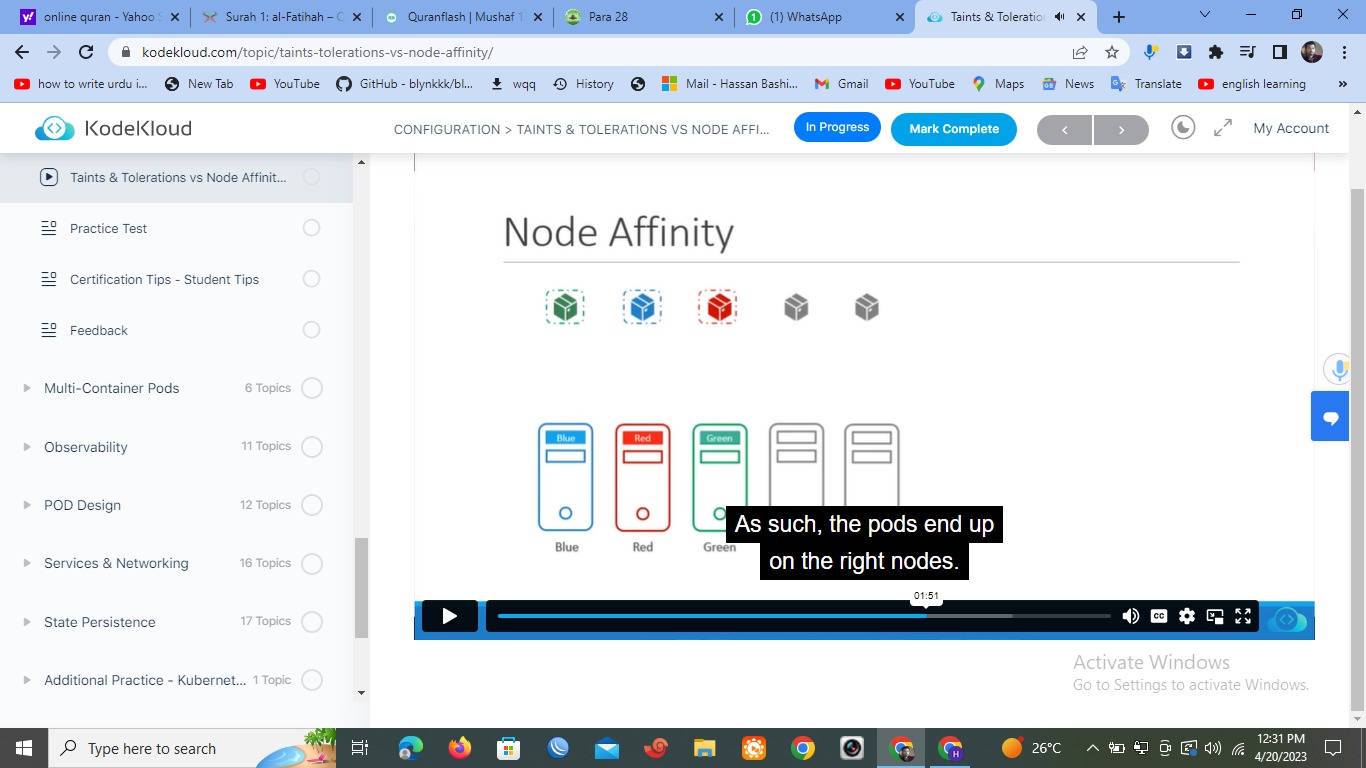 online quran - Yahoo S
Surah 1: al-Fatihah – C
Quranflash | Mushaf 1
Para 28
(1) WhatsApp
Taints & Toleration
kodekloud.com/topic/taints-tolerations-vs-node-affinity/
how to write urdu i...
New Tab
YouTube
GitHub - blynkkk/bl...
wqq
History
Mail - Hassan Bashi...
Gmail
YouTube
Maps
News
Translate
english learning
»
KodeKloud
CONFIGURATION > TAINTS & TOLERATIONS VS NODE AFFI...
In Progress
Mark Complete
My Account
Taints & Tolerations vs Node Affinit...
Practice Test
Certification Tips - Student Tips
Feedback
Multi-Container Pods 6 Topics
Observability 11 Topics
POD Design 12 Topics
Services & Networking 16 Topics
State Persistence 17 Topics
Additional Practice - Kubernet... 1 Topic
Node Affinity
Blue Red Green
Blue Red Green
As such, the pods end up
on the right nodes.
01:51
CC
Activate Windows
Go to Settings to activate Windows.
Type here to search
26°C
12:31 PM
4/20/2023